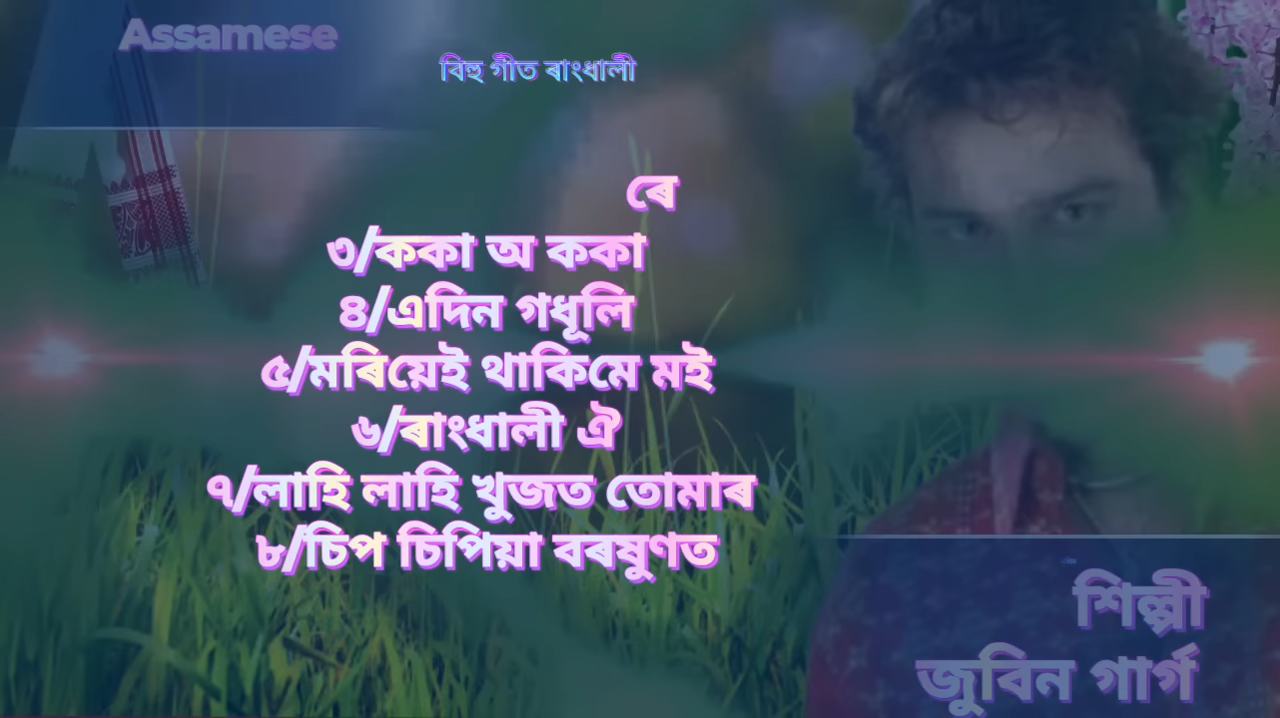 Assamese
বিহু গীত ৰাংধালী
ৰে
৩/ককা অ ককা
৪/এদিন গধূলি
৫/মৰিয়েই থাকিমে মই
৬/ৰাংধালী ঐ
৭/লাহি লাহি খুজত তোমাৰ
৮/চিপ চিপিয়া বৰষুণত
শিল্পী
জুবিন গাৰ্গ